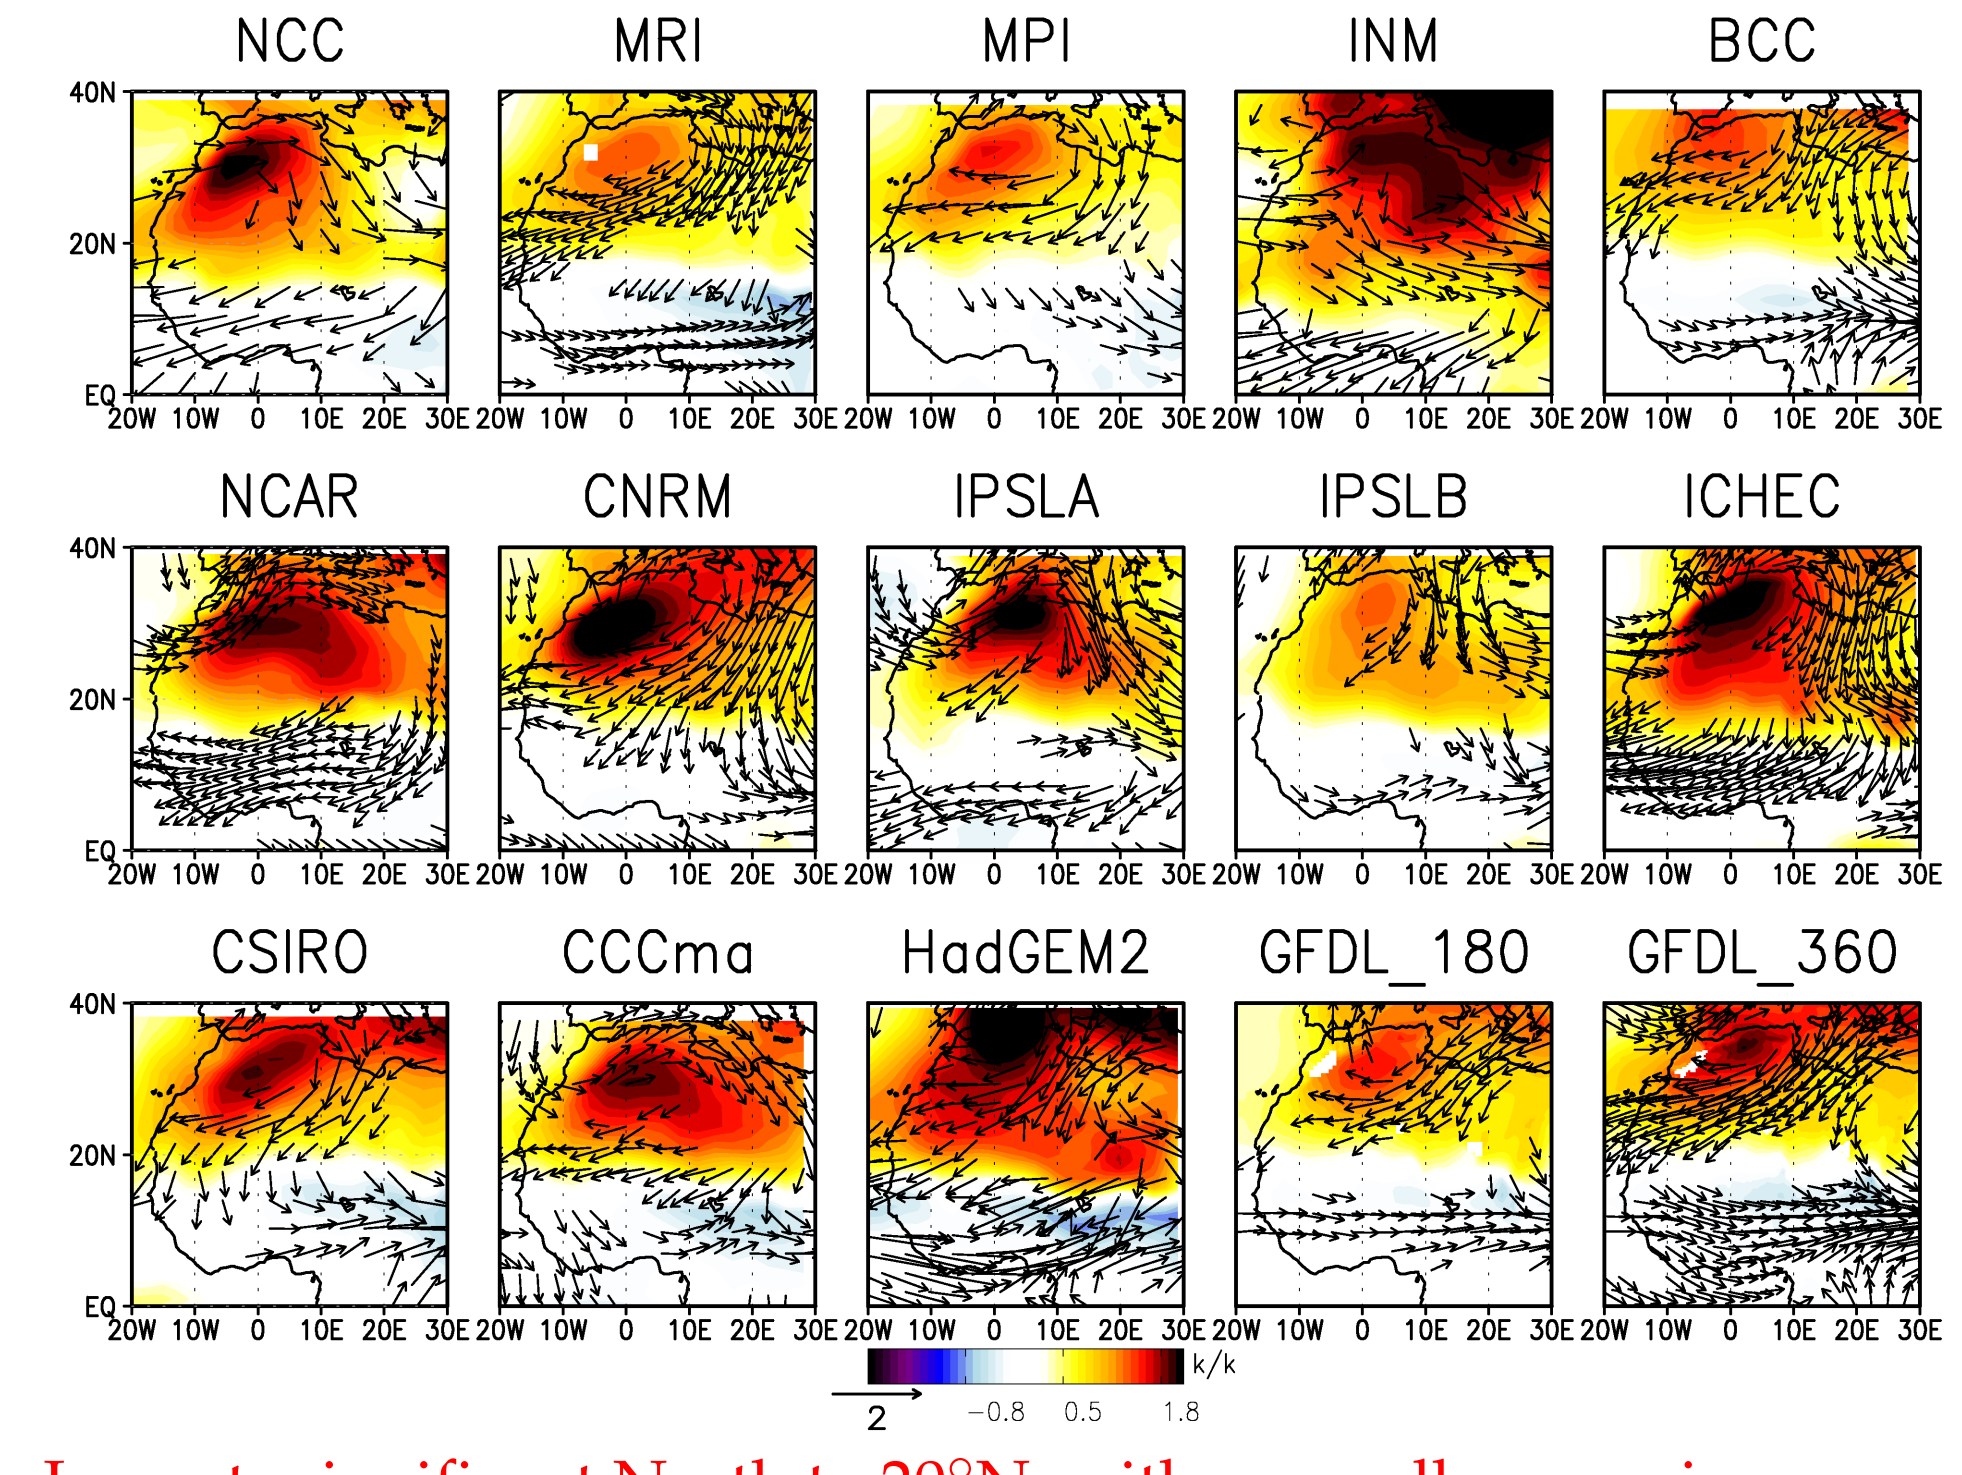 NCC MRI MPI INM BCC
40N
20N
EQ
20W 10W 0 10E 20E 30E 20W 10W 0 10E 20E 30E 20W 10W 0 10E 20E 30E 20W 10W 0 10E 20E 30E 20W 10W 0 10E 20E 30E
NCAR CNRM IPSLA IPSLB ICHEC
40N
20N
EQ
20W 10W 0 10E 20E 30E 20W 10W 0 10E 20E 30E 20W 10W 0 10E 20E 30E 20W 10W 0 10E 20E 30E 20W 10W 0 10E 20E 30E
CSIRO CCCma HadGEM2 GFDL_180 GFDL_360
40N
20N
EQ
20W 10W 0 10E 20E 30E 20W 10W 0 10E 20E 30E 20W 10W 0 10E 20E 30E 20W 10W 0 10E 20E 30E 20W 10W 0 10E 20E 30E
k/k
2 −0.8 0.5 1.8